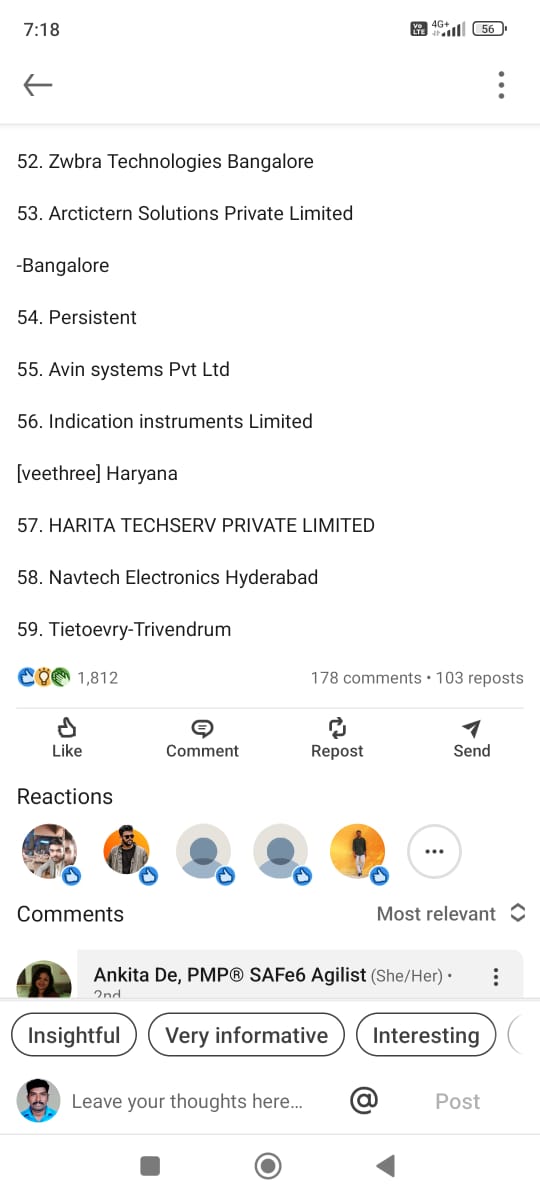 7:18
Vo LTE 4G+ 56
52. Zwbra Technologies Bangalore
53. Arctictern Solutions Private Limited
-Bangalore
54. Persistent
55. Avin systems Pvt Ltd
56. Indication instruments Limited
[veethree] Haryana
57. HARITA TECHSERV PRIVATE LIMITED
58. Navtech Electronics Hyderabad
59. Tietoevry-Trivendrum
1,812 178 comments • 103 reposts
Like Comment Repost Send
Reactions
Comments Most relevant
Ankita De, PMP® SAFe6 Agilist (She/Her) •
2nd
Insightful Very informative Interesting
Leave your thoughts here... @ Post